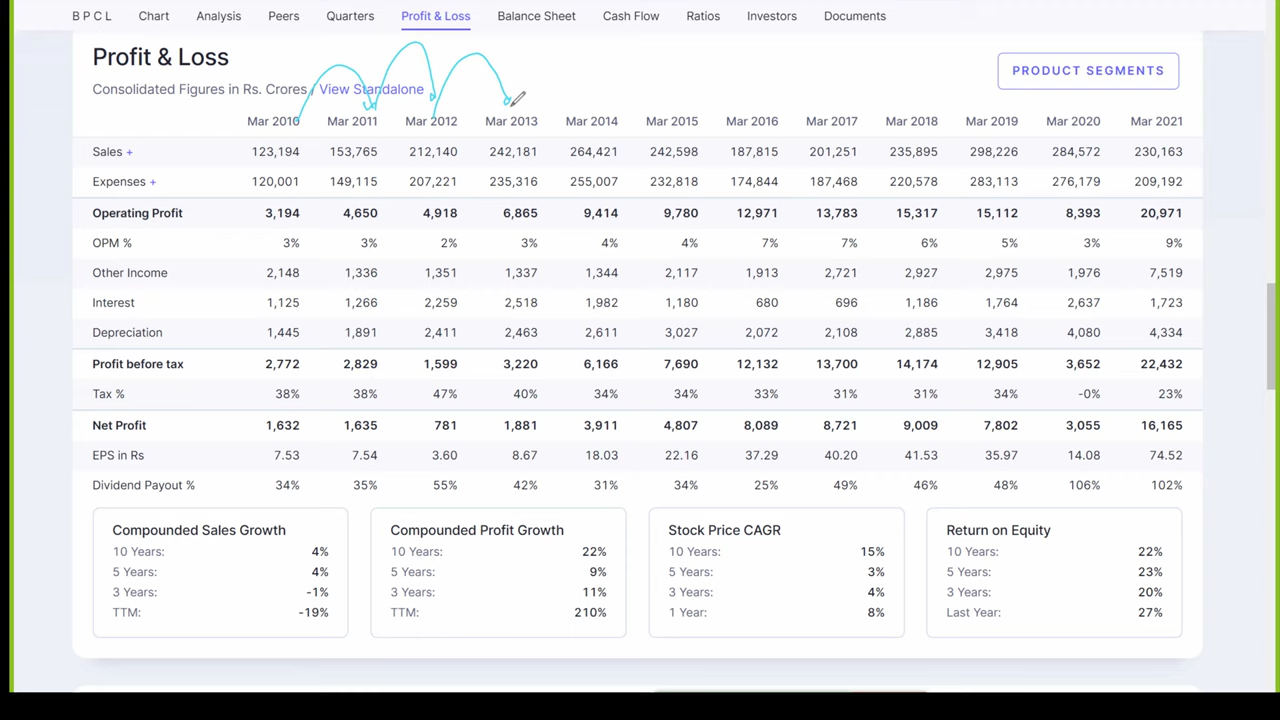 B P C L Chart Analysis Peers Quarters Profit & Loss Balance Sheet Cash Flow Ratios Investors Documents
Profit & Loss
PRODUCT SEGMENTS
Consolidated Figures in Rs. Crores / View Standalone
Mar 2010 Mar 2011 Mar 2012 Mar 2013 Mar 2014 Mar 2015 Mar 2016 Mar 2017 Mar 2018 Mar 2019 Mar 2020 Mar 2021
Sales + 123,194 153,765 212,140 242,181 264,421 242,598 187,815 201,251 235,895 298,226 284,572 230,163
Expenses + 120,001 149,115 207,221 235,316 255,007 232,818 174,844 187,468 220,578 283,113 276,179 209,192
Operating Profit 3,194 4,650 4,918 6,865 9,414 9,780 12,971 13,783 15,317 15,112 8,393 20,971
OPM % 3% 3% 2% 3% 4% 4% 7% 7% 6% 5% 3% 9%
Other Income 2,148 1,336 1,351 1,337 1,344 2,117 1,913 2,721 2,927 2,975 1,976 7,519
Interest 1,125 1,266 2,259 2,518 1,982 1,180 680 696 1,186 1,764 2,637 1,723
Depreciation 1,445 1,891 2,411 2,463 2,611 3,027 2,072 2,108 2,885 3,418 4,080 4,334
Profit before tax 2,772 2,829 1,599 3,220 6,166 7,690 12,132 13,700 14,174 12,905 3,652 22,432
Tax % 38% 38% 47% 40% 34% 34% 33% 31% 31% 34% -0% 23%
Net Profit 1,632 1,635 781 1,881 3,911 4,807 8,089 8,721 9,009 7,802 3,055 16,165
EPS in Rs 7.53 7.54 3.60 8.67 18.03 22.16 37.29 40.20 41.53 35.97 14.08 74.52
Dividend Payout % 34% 35% 55% 42% 31% 34% 25% 49% 46% 48% 106% 102%
Compounded Sales Growth
10 Years: 4%
5 Years: 4%
3 Years: -1%
TTM: -19%
Compounded Profit Growth
10 Years: 22%
5 Years: 9%
3 Years: 11%
TTM: 210%
Stock Price CAGR
10 Years: 15%
5 Years: 3%
3 Years: 4%
1 Year: 8%
Return on Equity
10 Years: 22%
5 Years: 23%
3 Years: 20%
Last Year: 27%